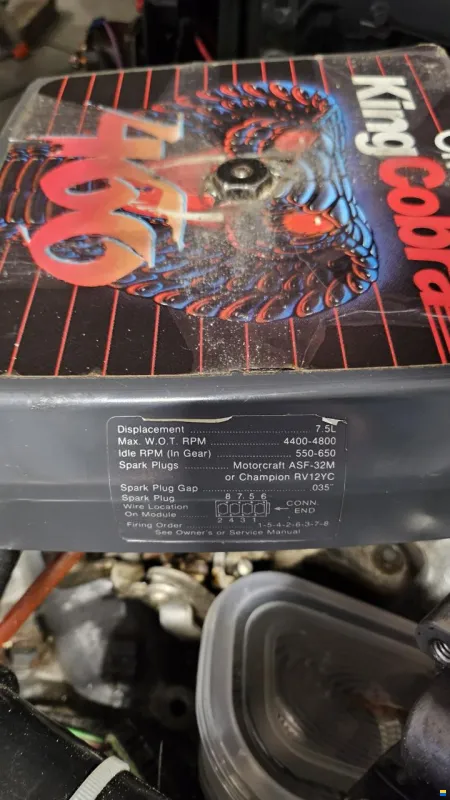 King Cobra
460
Displacement ........ 7.5L
Max. W.O.T. RPM ........ 4400-4800
Idle RPM (In Gear) ........ 550-650
Spark Plugs ........ Motorcraft ASF-32M
or Champion RV12YC
Spark Plug Gap ........ .035"
Spark Plug
Wire Location
On Module
8 7 5 6
2 4 3 1
CONN.
END
Firing Order ........ 1-5-4-2-6-3-7-8
See Owner's or Service Manual